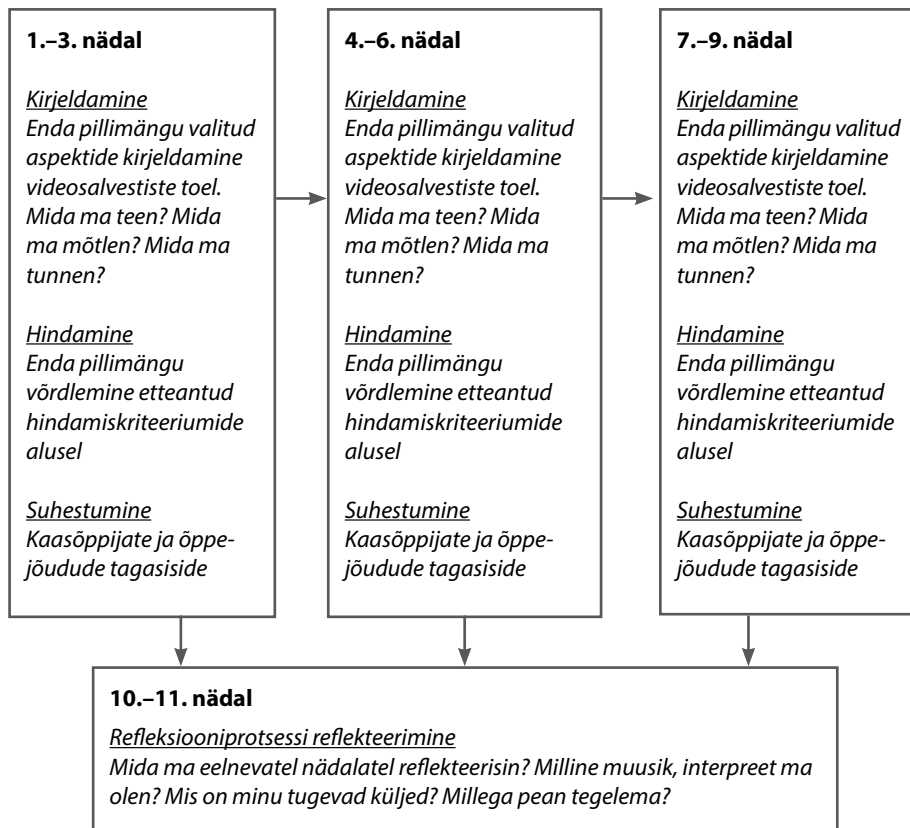 1.–3. nädal
Kirjeldamine
Enda pillimängu valitud
aspektide kirjeldamine
videosalvestiste toel.
Mida ma teen? Mida
ma mõtlen? Mida ma
tunnen?
Hindamine
Enda pillimängu
võrdlemine etteantud
hindamiskriteeriumide
alusel
Suhestumine
Kaasõppijate ja õppe-
jõudude tagasiside
4.–6. nädal
Kirjeldamine
Enda pillimängu valitud
aspektide kirjeldamine
videosalvestiste toel.
Mida ma teen? Mida
ma mõtlen? Mida ma
tunnen?
Hindamine
Enda pillimängu
võrdlemine etteantud
hindamiskriteeriumide
alusel
Suhestumine
Kaasõppijate ja õppe-
jõudude tagasiside
7.–9. nädal
Kirjeldamine
Enda pillimängu valitud
aspektide kirjeldamine
videosalvestiste toel.
Mida ma teen? Mida
ma mõtlen? Mida ma
tunnen?
Hindamine
Enda pillimängu
võrdlemine etteantud
hindamiskriteeriumide
alusel
Suhestumine
Kaasõppijate ja õppe-
jõudude tagasiside
10.–11. nädal
Refleksiooniprotsessi reflekteerimine
Mida ma eelnevatel nädalatel reflekteerisin? Milline muusik, interpreet ma
olen? Mis on minu tugevad küljed? Millega pean tegelema?